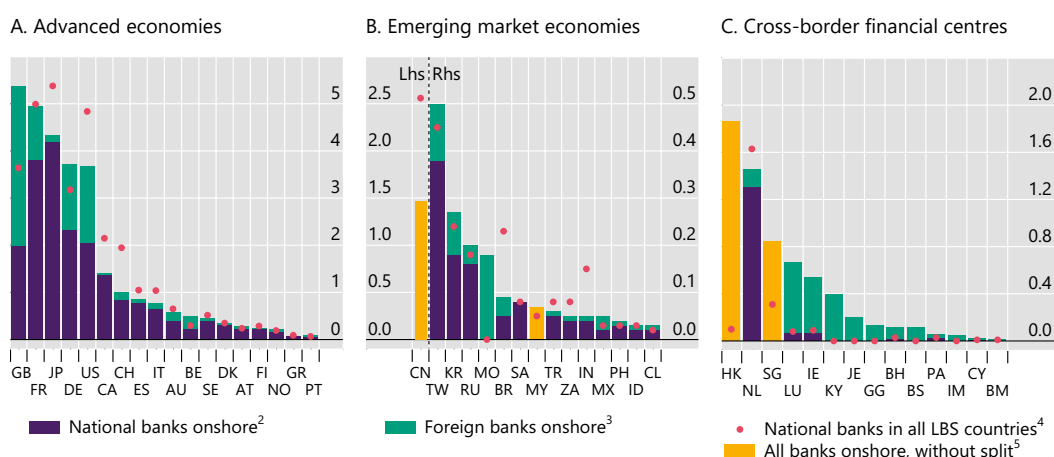 A. Advanced economies
5
4
3
2
1
0
GB JP US CH IT BE DK FI GR
FR DE CA ES AU SE AT NO PT
B. Emerging market economies
Lhs Rhs
2.5 0.5
2.0 0.4
1.5 0.3
1.0 0.2
0.5 0.1
0.0 0.0
CN KR MO SA TR IN PH CL
TW RU BR MY ZA MX ID
C. Cross-border financial centres
2.0
1.6
1.2
0.8
0.4
0.0
HK SG IE JE BH PA CY
NL LU KY GG BS IM BM
National banks onshore²
Foreign banks onshore³
National banks in all LBS countries⁴
All banks onshore, without split⁵